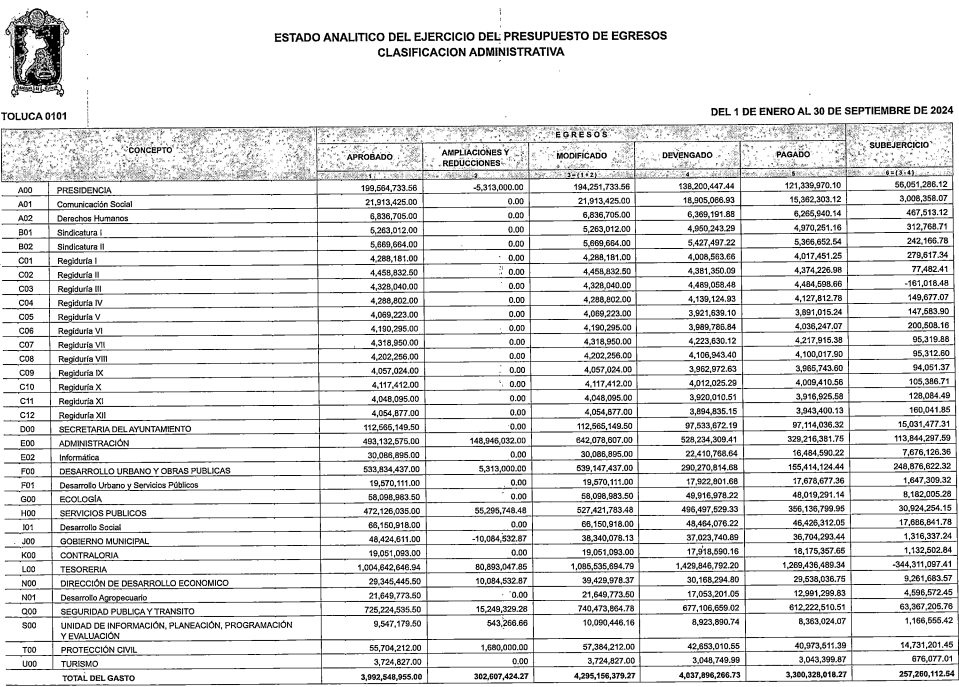 ESTADO ANALITICO DEL EJERCICIO DEL PRESUPUESTO DE EGRESOS
CLASIFICACION ADMINISTRATIVA
TOLUCA 0101
DEL 1 DE ENERO AL 30 DE SEPTIEMBRE DE 2024
CONCEPTO
EGRESOS
APROBADO AMPLIACIONES Y REDUCCIONES MODIFICADO DEVENGADO PAGADO SUBEJERCICIO
1 2 3=(1+2) 4 5 6=(3-4)
A00 PRESIDENCIA 199,564,733.56 -5,313,000.00 194,251,733.56 138,200,447.44 121,339,970.10 56,051,286.12
A01 Comunicación Social 21,913,425.00 0.00 21,913,425.00 18,905,066.93 15,362,303.12 3,008,358.07
A02 Derechos Humanos 6,836,705.00 0.00 6,836,705.00 6,369,191.88 6,265,940.14 467,513.12
B01 Sindicatura I 5,263,012.00 0.00 5,263,012.00 4,950,243.29 4,970,251.16 312,768.71
B02 Sindicatura II 5,669,664.00 0.00 5,669,664.00 5,427,497.22 5,366,652.54 242,166.78
C01 Regiduría I 4,288,181.00 0.00 4,288,181.00 4,008,563.66 4,017,451.25 279,617.34
C02 Regiduría II 4,458,832.50 0.00 4,458,832.50 4,381,350.09 4,374,226.98 77,482.41
C03 Regiduría III 4,328,040.00 0.00 4,328,040.00 4,489,058.48 4,484,598.66 -161,018.48
C04 Regiduría IV 4,288,802.00 0.00 4,288,802.00 4,139,124.93 4,127,812.78 149,677.07
C05 Regiduría V 4,069,223.00 0.00 4,069,223.00 3,921,639.10 3,891,015.24 147,583.90
C06 Regiduría VI 4,190,295.00 0.00 4,190,295.00 3,989,786.84 4,036,247.07 200,508.16
C07 Regiduría VII 4,318,950.00 0.00 4,318,950.00 4,223,630.12 4,217,915.38 95,319.88
C08 Regiduría VIII 4,202,256.00 0.00 4,202,256.00 4,106,943.40 4,100,017.90 95,312.60
C09 Regiduría IX 4,057,024.00 0.00 4,057,024.00 3,962,972.63 3,965,743.60 94,051.37
C10 Regiduría X 4,117,412.00 0.00 4,117,412.00 4,012,025.29 4,009,410.56 105,386.71
C11 Regiduría XI 4,048,095.00 0.00 4,048,095.00 3,920,010.51 3,916,925.58 128,084.49
C12 Regiduría XII 4,054,877.00 0.00 4,054,877.00 3,894,835.15 3,943,400.13 160,041.85
D00 SECRETARIA DEL AYUNTAMIENTO 112,565,149.50 0.00 112,565,149.50 97,533,672.19 97,114,036.32 15,031,477.31
E00 ADMINISTRACIÓN 493,132,575.00 148,946,032.00 642,078,607.00 528,234,309.41 329,216,381.75 113,844,297.59
E02 Informática 30,086,895.00 0.00 30,086,895.00 22,410,768.64 16,484,590.22 7,676,126.36
F00 DESARROLLO URBANO Y OBRAS PUBLICAS 533,834,437.00 5,313,000.00 539,147,437.00 290,270,814.68 155,414,124.44 248,876,622.32
F01 Desarrollo Urbano y Servicios Públicos 19,570,111.00 0.00 19,570,111.00 17,922,801.68 17,678,677.36 1,647,309.32
G00 ECOLOGÍA 58,098,983.50 0.00 58,098,983.50 49,916,978.22 48,019,291.14 8,182,005.28
H00 SERVICIOS PUBLICOS 472,126,035.00 55,295,748.48 527,421,783.48 496,497,529.33 356,136,799.95 30,924,254.15
I01 Desarrollo Social 66,150,918.00 0.00 66,150,918.00 48,464,076.22 46,426,312.05 17,686,841.78
J00 GOBIERNO MUNICIPAL 48,424,611.00 -10,084,532.87 38,340,078.13 37,023,740.89 36,704,293.44 1,316,337.24
K00 CONTRALORIA 19,051,093.00 0.00 19,051,093.00 17,918,590.16 18,175,357.65 1,132,502.84
L00 TESORERIA 1,004,642,646.94 80,893,047.85 1,085,535,694.79 1,429,846,792.20 1,269,436,489.34 -344,311,097.41
N00 DIRECCIÓN DE DESARROLLO ECONOMICO 29,345,445.50 10,084,532.87 39,429,978.37 30,168,294.80 29,538,036.75 9,261,683.57
N01 Desarrollo Agropecuario 21,649,773.50 0.00 21,649,773.50 17,053,201.05 12,991,299.83 4,596,572.45
Q00 SEGURIDAD PUBLICA Y TRANSITO 725,224,535.50 15,249,329.28 740,473,864.78 677,106,659.02 612,222,510.51 63,367,205.76
S00 UNIDAD DE INFORMACIÓN, PLANEACIÓN, PROGRAMACIÓN 9,547,179.50 543,266.66 10,090,446.16 8,923,890.74 8,363,024.07 1,166,555.42
Y EVALUACIÓN
T00 PROTECCIÓN CIVIL 55,704,212.00 1,680,000.00 57,384,212.00 42,653,010.55 40,973,511.39 14,731,201.45
U00 TURISMO 3,724,827.00 0.00 3,724,827.00 3,048,749.99 3,043,399.87 676,077.01
TOTAL DEL GASTO 3,992,548,955.00 302,607,424.27 4,295,156,379.27 4,037,896,266.73 3,300,328,018.27 257,260,112.54